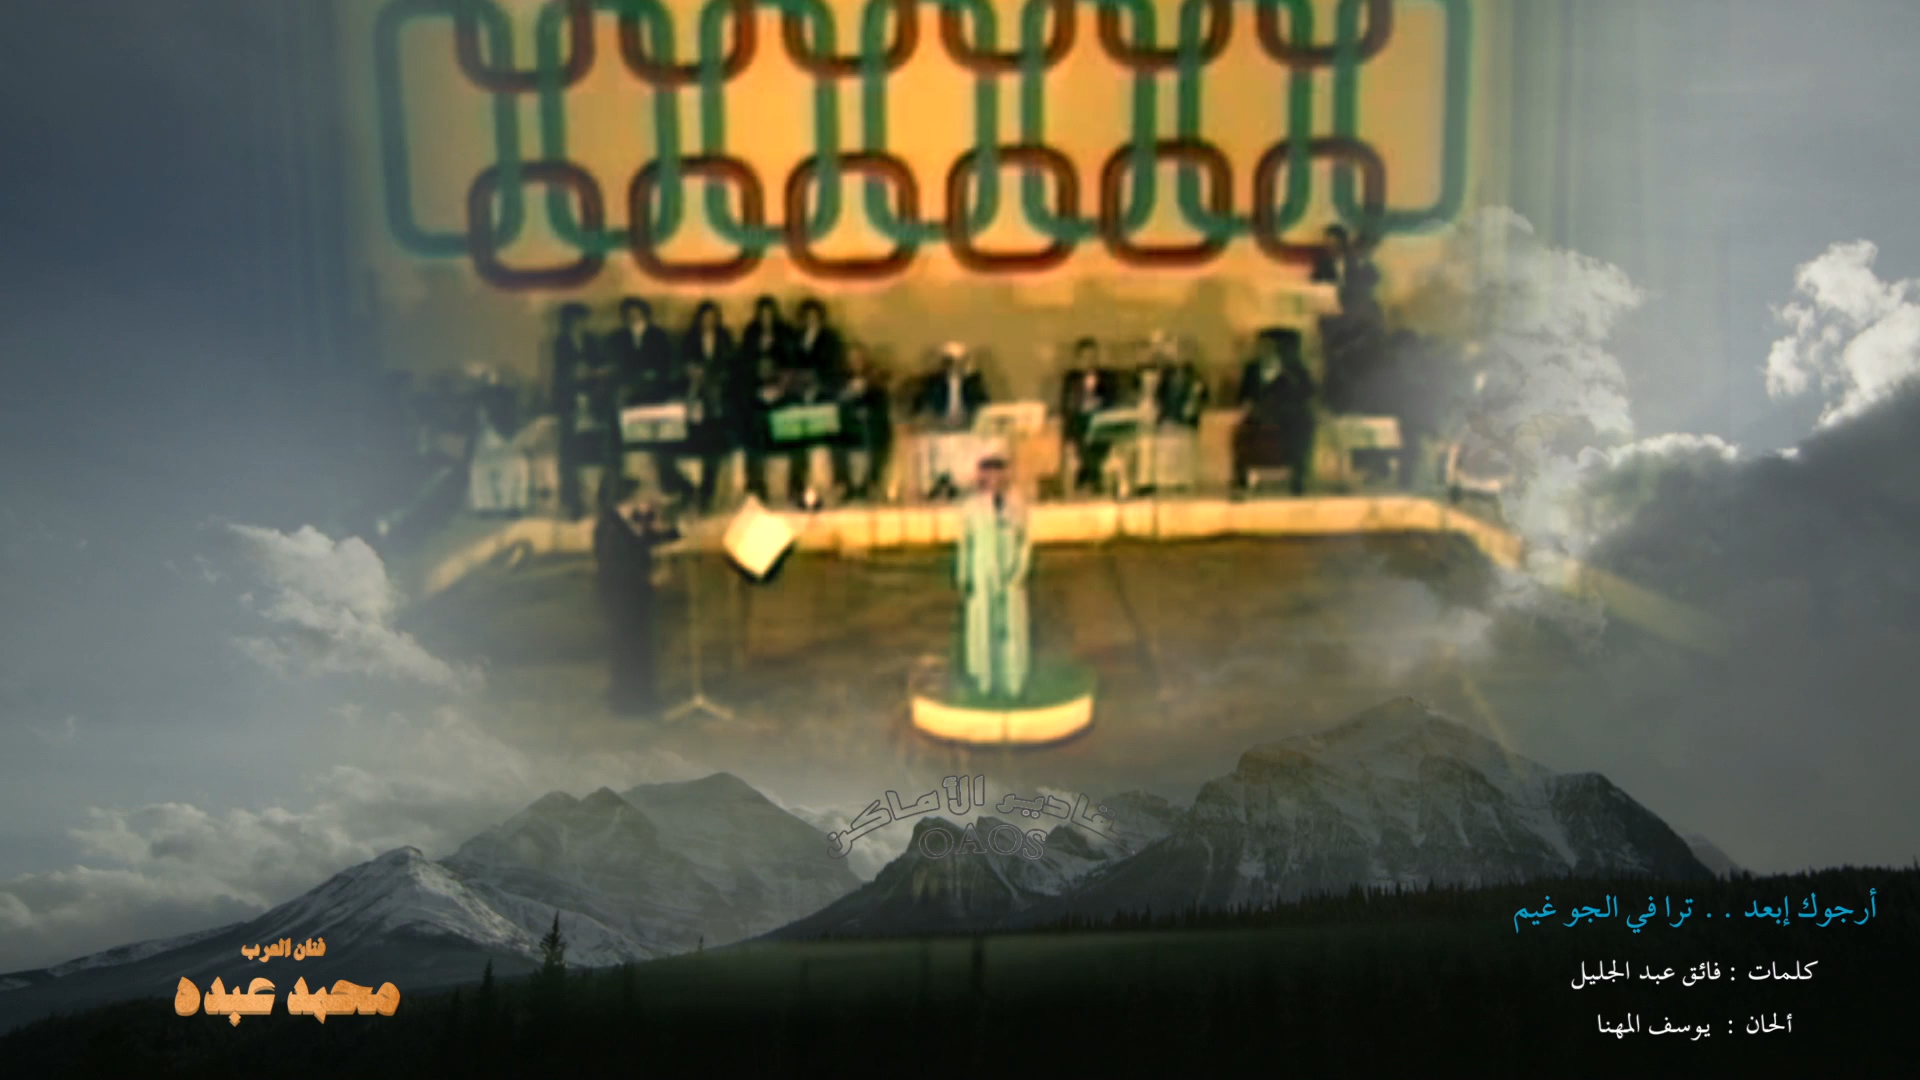 غادير الأماكن
OAOS
أرجوك إبعد . . ترا في الجو غيم
كلمات : فائق عبد الجليل
ألحان : يوسف المهنا
فنان العرب
محمد عبده